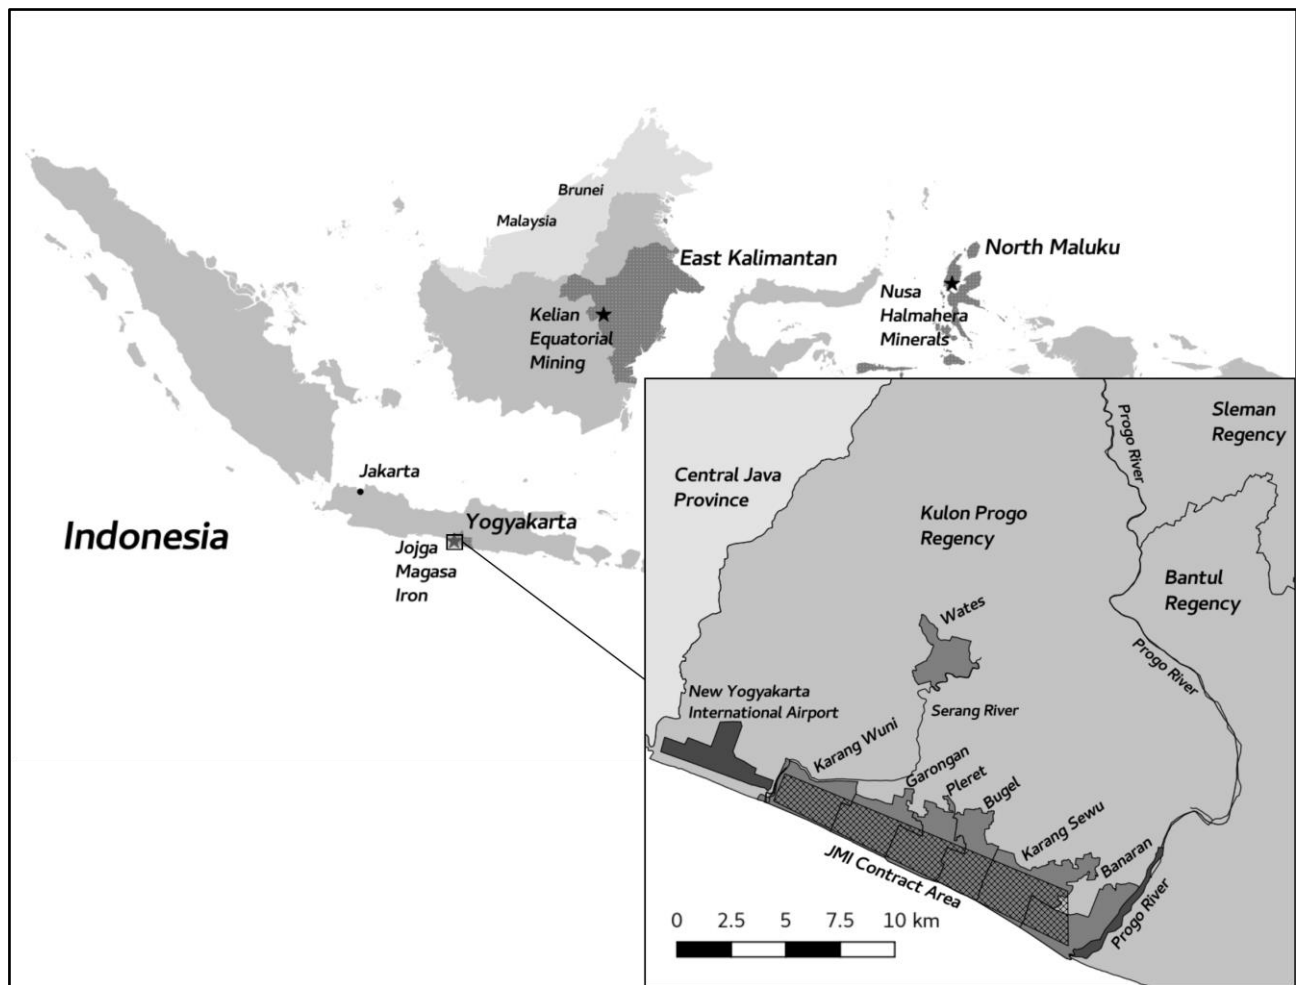 Brunei
Malaysia
East Kalimantan
North Maluku
Kelian
Equatorial
Mining
Nusa
Halmahera
Minerals
Jakarta
Yogyakarta
Indonesia
Jojga
Magasa
Iron
Central Java
Province
Kulon Progo
Regency
Progo River
Sleman
Regency
Bantul
Regency
Wates
Progo River
New Yogyakarta
International Airport
Serang River
Karang Wuni
Garongan
Pleret
Bugel
Karang Sewu
Banaran
JMI Contract Area
Progo River
0 2.5 5 7.5 10 km